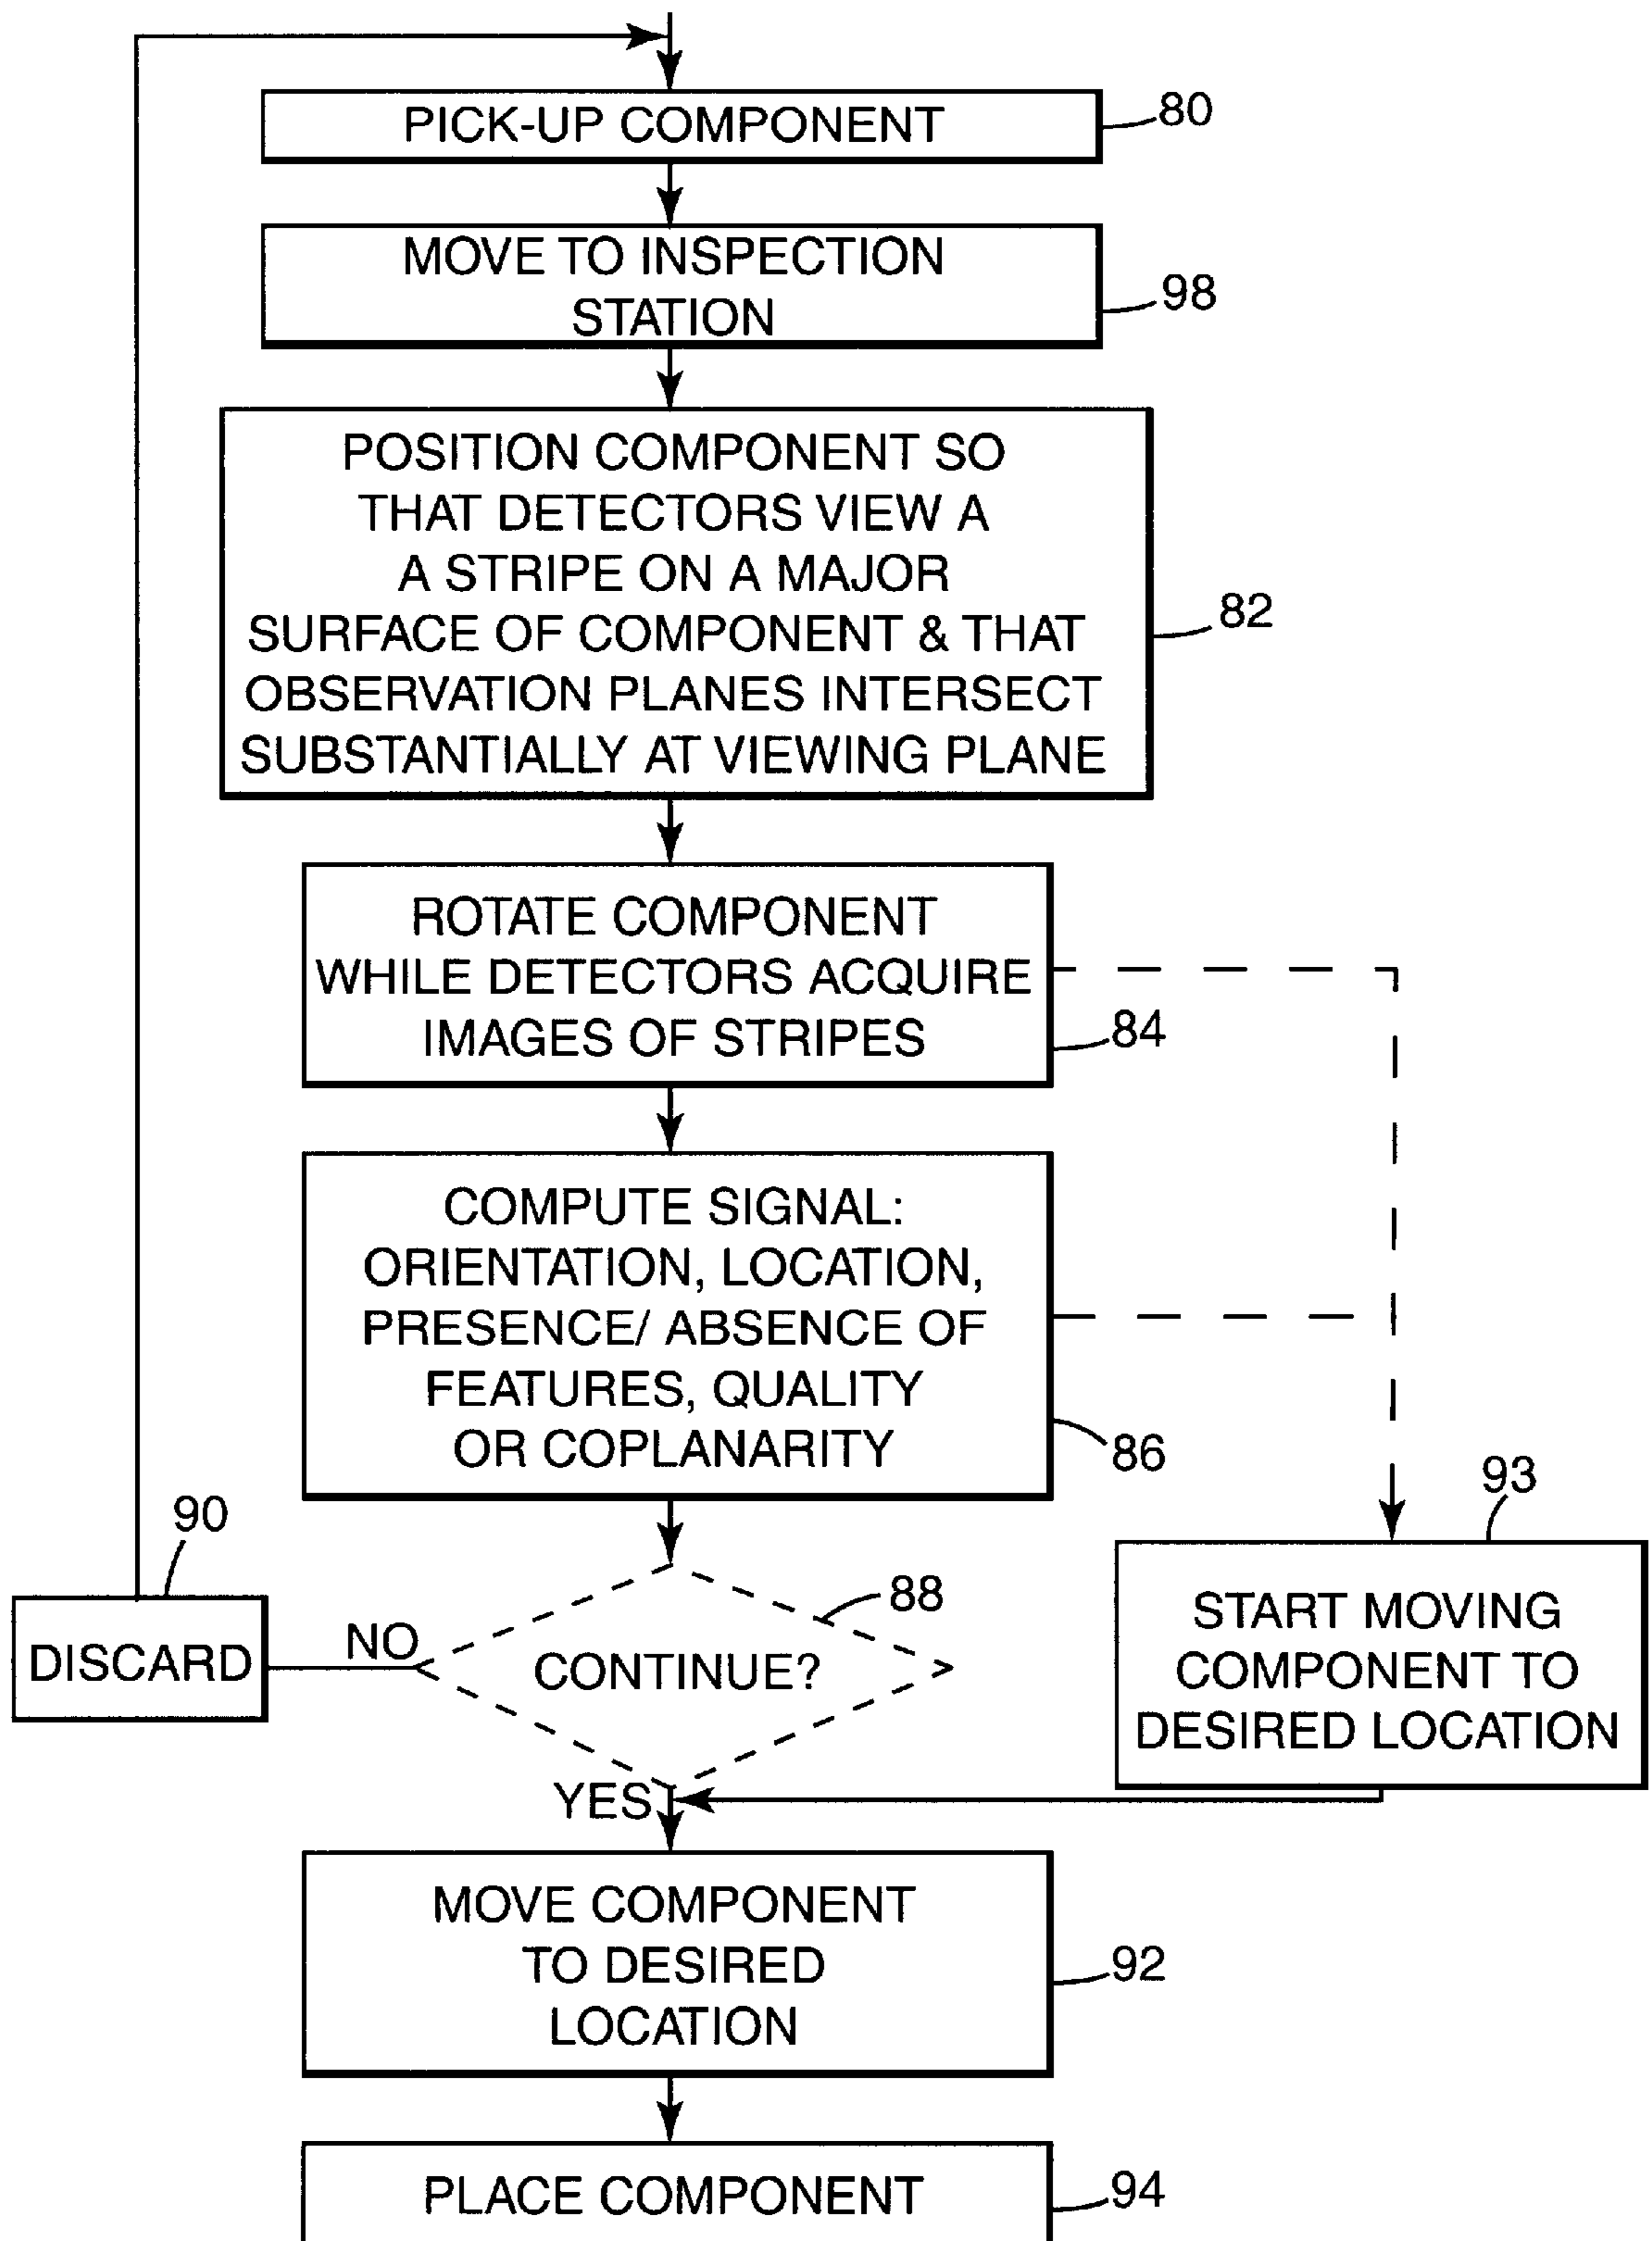 PICK-UP COMPONENT
80
MOVE TO INSPECTION
STATION
98
POSITION COMPONENT SO
THAT DETECTORS VIEW A
A STRIPE ON A MAJOR
SURFACE OF COMPONENT & THAT
OBSERVATION PLANES INTERSECT
SUBSTANTIALLY AT VIEWING PLANE
82
ROTATE COMPONENT
WHILE DETECTORS ACQUIRE
IMAGES OF STRIPES
84
COMPUTE SIGNAL:
ORIENTATION, LOCATION,
PRESENCE/ ABSENCE OF
FEATURES, QUALITY
OR COPLANARITY
86
CONTINUE?
88
NO
DISCARD
90
START MOVING
COMPONENT TO
DESIRED LOCATION
93
YES
MOVE COMPONENT
TO DESIRED
LOCATION
92
PLACE COMPONENT
94